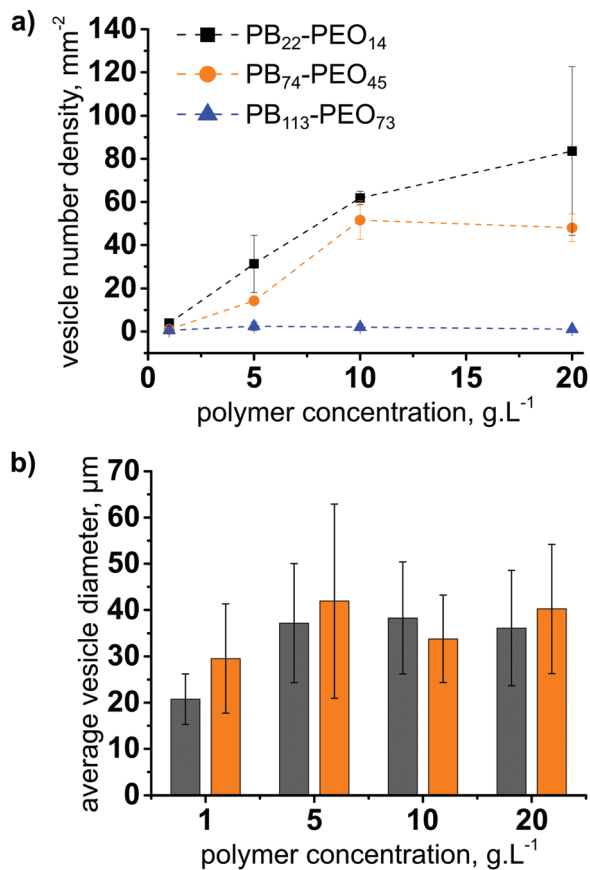 a)
PB22-PEO14
PB74-PEO45
PB113-PEO73
vesicle number density, mm-2
140
120
100
80
60
40
20
0
0 5 10 15 20
polymer concentration, g.L-1
b)
average vesicle diameter, µm
70
60
50
40
30
20
10
0
1 5 10 20
polymer concentration, g.L-1